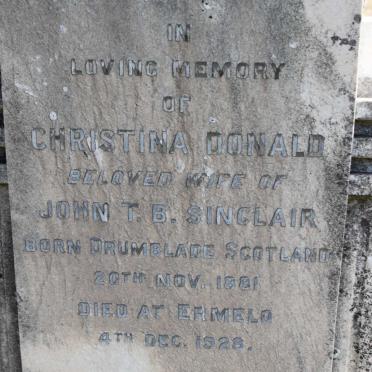 IN
LOVING MEMORY
OF
CHRISTINA DONALD
BELOVED WIFE OF
JOHN T. B. SINCLAIR
BORN DRUMBLADE SCOTLAND
20TH NOV. 1881
DIED AT ERMELO
4TH DEC. 1928.